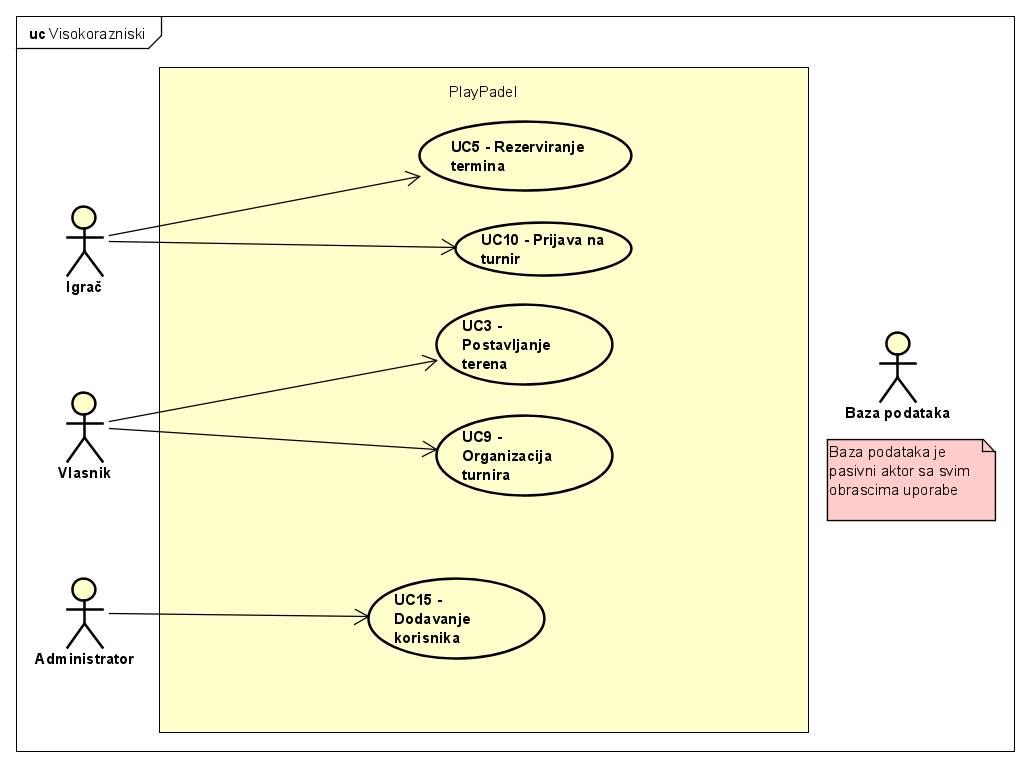 uc Visokorazniski
PlayPadel
UC5 - Rezerviranje
termina
UC10 - Prijava na
turnir
Igrač
UC3 -
Postavljanje
terena
Baza podataka
Vlasnik
UC9 -
Organizacija
turnira
Baza podataka je
pasivni aktor sa svim
obrascima uporabe
UC15 -
Dodavanje
korisnika
Administrator